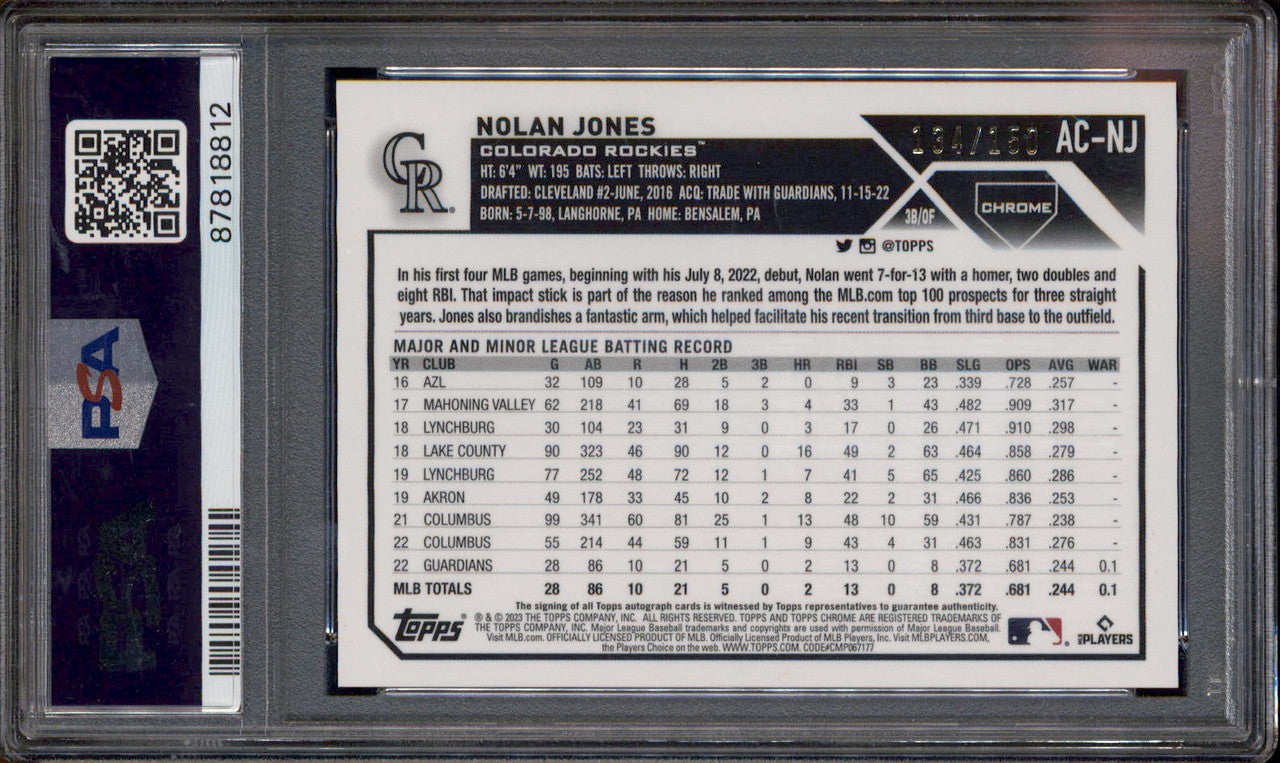 87818812
PSA
CR
NOLAN JONES
COLORADO ROCKIES™
HT: 6'4" WT: 195 BATS: LEFT THROWS: RIGHT
DRAFTED: CLEVELAND #2-JUNE, 2016 ACQ: TRADE WITH GUARDIANS, 11-15-22
BORN: 5-7-98, LANGHORNE, PA HOME: BENSALEM, PA
134/150 AC-NJ
3B/OF
CHROME
@TOPPS
In his first four MLB games, beginning with his July 8, 2022, debut, Nolan went 7-for-13 with a homer, two doubles and
eight RBI. That impact stick is part of the reason he ranked among the MLB.com top 100 prospects for three straight
years. Jones also brandishes a fantastic arm, which helped facilitate his recent transition from third base to the outfield.
MAJOR AND MINOR LEAGUE BATTING RECORD
YR CLUB G AB R H 2B 3B HR RBI SB BB SLG OPS AVG WAR
16 AZL 32 109 10 28 5 2 0 9 3 23 .339 .728 .257 -
17 MAHONING VALLEY 62 218 41 69 18 3 4 33 1 43 .482 .909 .317 -
18 LYNCHBURG 30 104 23 31 9 0 3 17 0 26 .471 .910 .298 -
18 LAKE COUNTY 90 323 46 90 12 0 16 49 2 63 .464 .858 .279 -
19 LYNCHBURG 77 252 48 72 12 1 7 41 5 65 .425 .860 .286 -
19 AKRON 49 178 33 45 10 2 8 22 2 31 .466 .836 .253 -
21 COLUMBUS 99 341 60 81 25 1 13 48 10 59 .431 .787 .238 -
22 COLUMBUS 55 214 44 59 11 1 9 43 4 31 .463 .831 .276 -
22 GUARDIANS 28 86 10 21 5 0 2 13 0 8 .372 .681 .244 0.1
MLB TOTALS 28 86 10 21 5 0 2 13 0 8 .372 .681 .244 0.1
The signing of all Topps autograph cards is witnessed by Topps representatives to guarantee authenticity.
Topps ® & © 2023 THE TOPPS COMPANY, INC. ALL RIGHTS RESERVED. TOPPS AND TOPPS CHROME ARE REGISTERED TRADEMARKS OF
THE TOPPS COMPANY, INC. Major League Baseball trademarks and copyrights are used with permission of Major League Baseball.
Visit MLB.com. OFFICIALLY LICENSED PRODUCT OF MLB. Officially Licensed Product of MLB Players, Inc. Visit MLBPLAYERS.COM,
the Players Choice on the web. WWW.TOPPS.COM. CODE#CMP067177
MLB PLAYERS